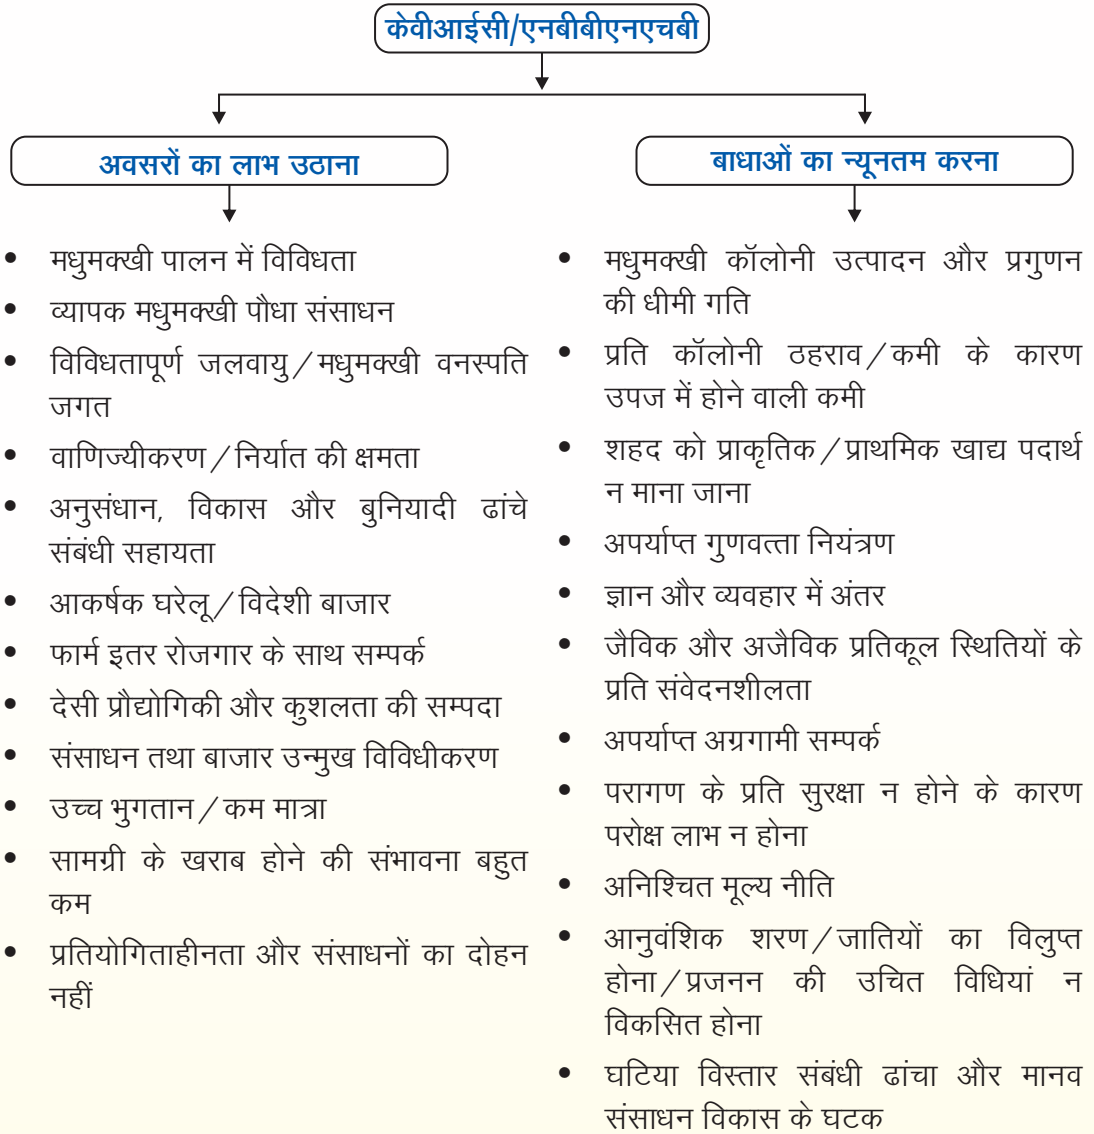 केवीआईसी/एनबीबीएनएचबी
अवसरों का लाभ उठाना
• मधुमक्खी पालन में विविधता
• व्यापक मधुमक्खी पौधा संसाधन
• विविधतापूर्ण जलवायु/मधुमक्खी वनस्पति
जगत
• वाणिज्यीकरण/निर्यात की क्षमता
• अनुसंधान, विकास और बुनियादी ढांचे
संबंधी सहायता
• आकर्षक घरेलू/विदेशी बाजार
• फार्म इतर रोजगार के साथ सम्पर्क
• देसी प्रौद्योगिकी और कुशलता की सम्पदा
• संसाधन तथा बाजार उन्मुख विविधीकरण
• उच्च भुगतान/कम मात्रा
• सामग्री के खराब होने की संभावना बहुत
कम
• प्रतियोगिताहीनता और संसाधनों का दोहन
नहीं
बाधाओं का न्यूनतम करना
• मधुमक्खी कॉलोनी उत्पादन और प्रगुणन
की धीमी गति
• प्रति कॉलोनी ठहराव/कमी के कारण
उपज में होने वाली कमी
• शहद को प्राकृतिक/प्राथमिक खाद्य पदार्थ
न माना जाना
• अपर्याप्त गुणवत्ता नियंत्रण
• ज्ञान और व्यवहार में अंतर
• जैविक और अजैविक प्रतिकूल स्थितियों के
प्रति संवेदनशीलता
• अपर्याप्त अग्रगामी सम्पर्क
• परागण के प्रति सुरक्षा न होने के कारण
परोक्ष लाभ न होना
• अनिश्चित मूल्य नीति
• आनुवंशिक शरण/जातियों का विलुप्त
होना/प्रजनन की उचित विधियां न
विकसित होना
• घटिया विस्तार संबंधी ढांचा और मानव
संसाधन विकास के घटक